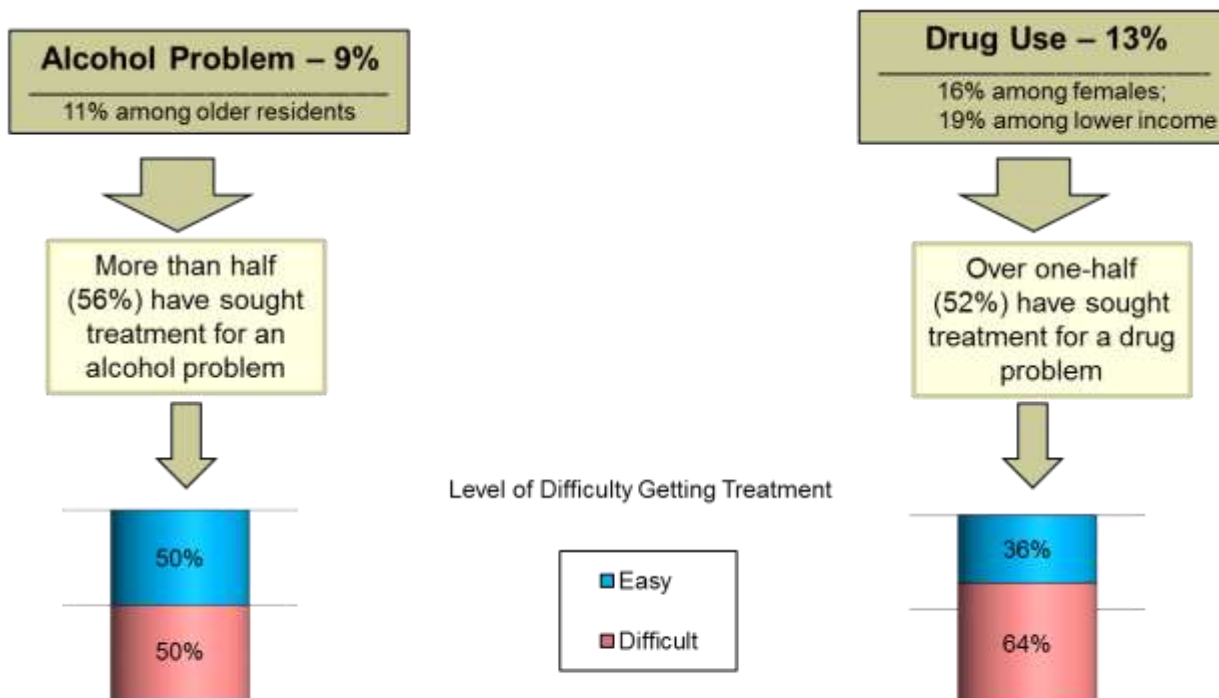 Alcohol Problem – 9%
11% among older residents
Drug Use – 13%
16% among females;
19% among lower income
More than half
(56%) have sought
treatment for an
alcohol problem
Over one-half
(52%) have sought
treatment for a drug
problem
Level of Difficulty Getting Treatment
50%
50%
Easy
Difficult
36%
64%